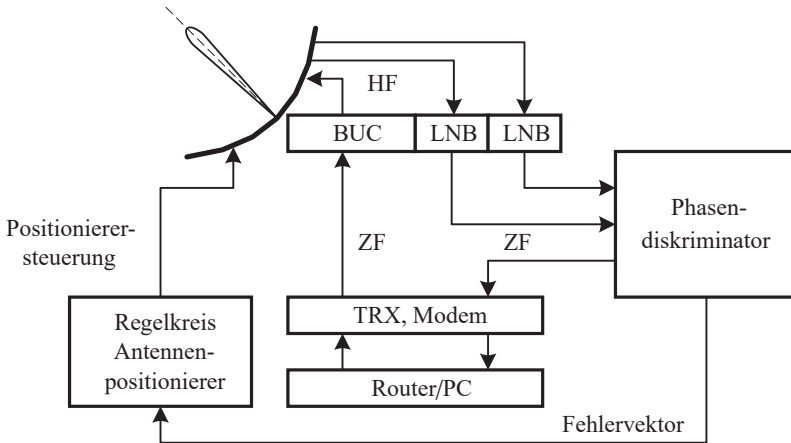 HF
BUC
LNB
LNB
Phasen-
diskriminator
Positionierer-
steuerung
ZF
ZF
Regelkreis
Antennen-
positionierer
TRX, Modem
Router/PC
Fehlervektor